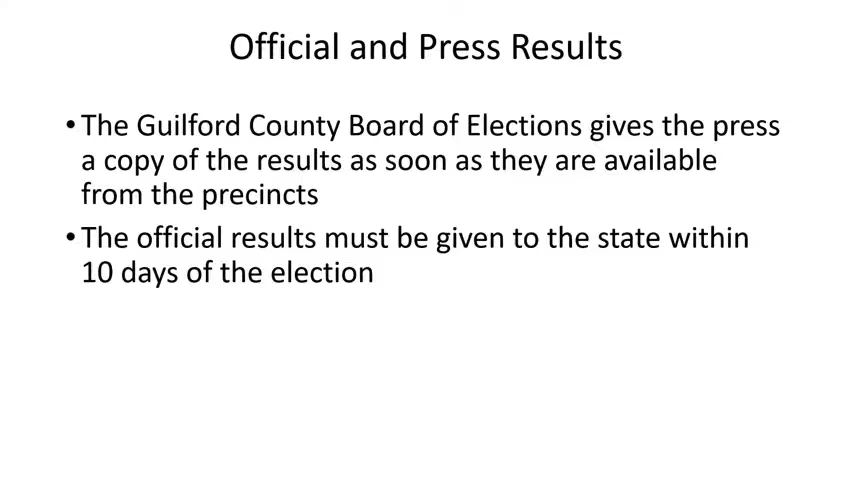 Official and Press Results
• The Guilford County Board of Elections gives the press
a copy of the results as soon as they are available
from the precincts
• The official results must be given to the state within
10 days of the election